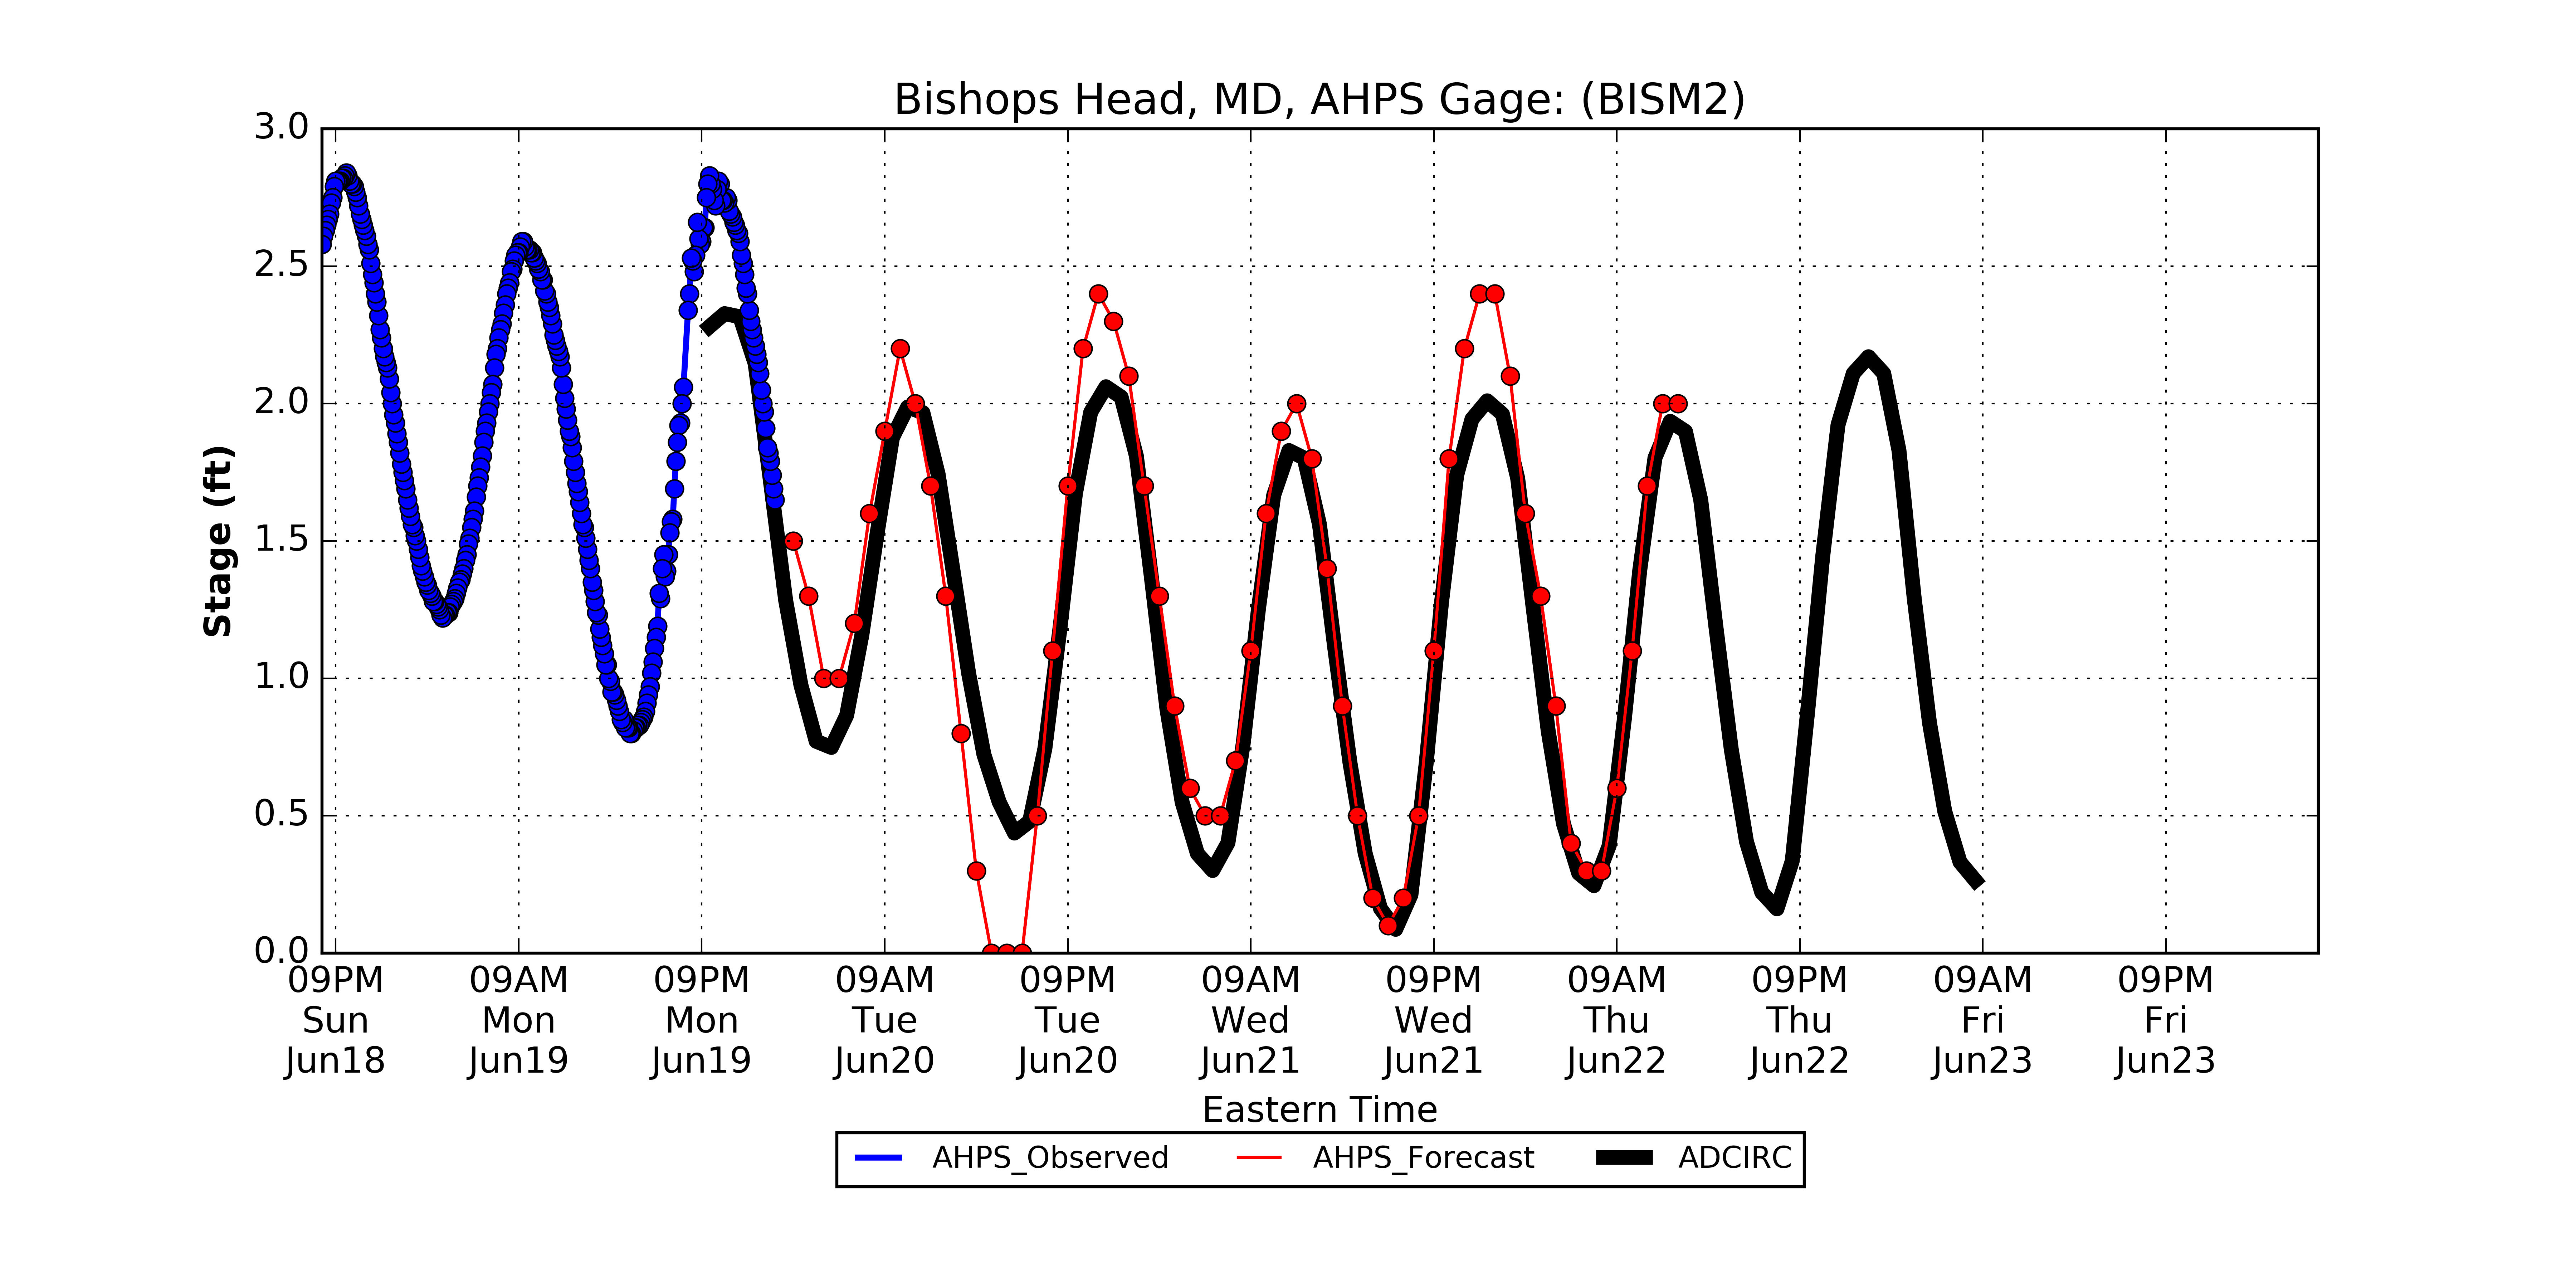 Bishops Head, MD, AHPS Gage: (BISM2)
3.0
2.5
2.0
1.5
1.0
0.5
0.0
Stage (ft)
09PM 09AM 09PM 09AM 09PM 09AM 09PM 09AM 09PM 09AM 09PM
Sun Mon Mon Tue Tue Wed Wed Thu Thu Fri Fri
Jun18 Jun19 Jun19 Jun20 Jun20 Jun21 Jun21 Jun22 Jun22 Jun23 Jun23
Eastern Time
AHPS_Observed AHPS_Forecast ADCIRC